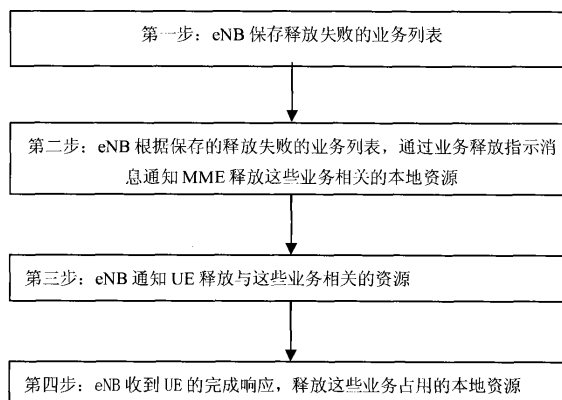 第一步：eNB 保存释放失败的业务列表
第二步：eNB 根据保存的释放失败的业务列表，通过业务释放指示消
息通知 MME 释放这些业务相关的本地资源
第三步：eNB 通知 UE 释放与这些业务相关的资源
第四步：eNB 收到 UE 的完成响应，释放这些业务占用的本地资源